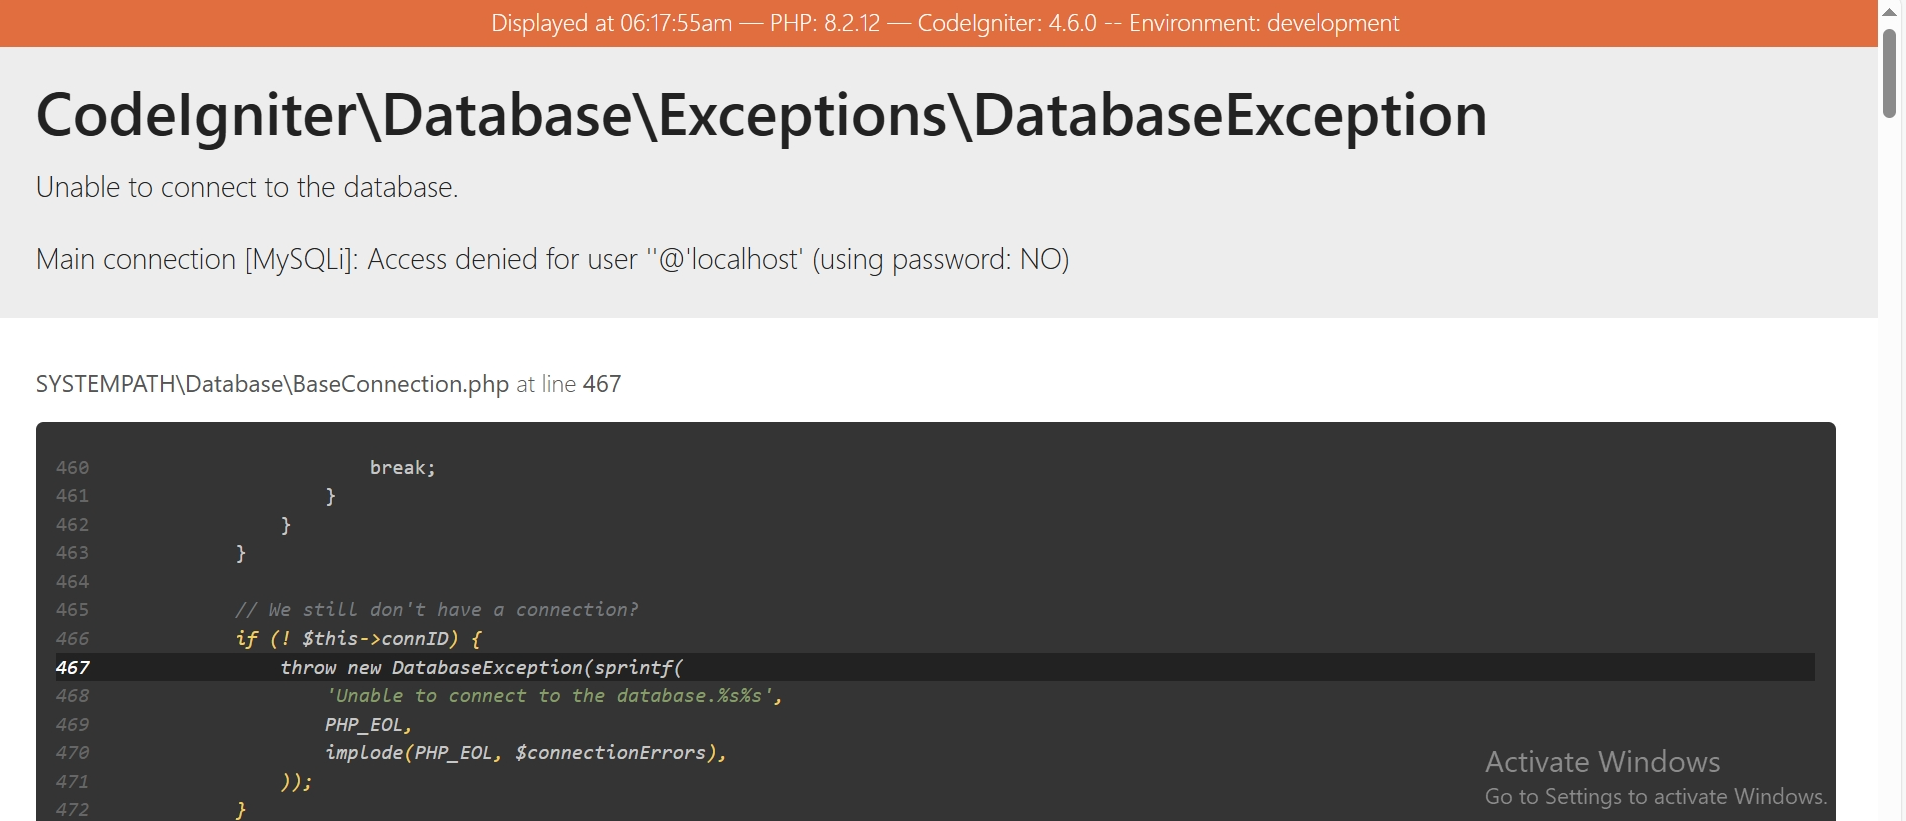 Displayed at 06:17:55am — PHP: 8.2.12 — CodeIgniter: 4.6.0 -- Environment: development
CodeIgniter\Database\Exceptions\DatabaseException
Unable to connect to the database.
Main connection [MySQLi]: Access denied for user ''@'localhost' (using password: NO)
SYSTEMPATH\Database\BaseConnection.php at line 467
460                         break;
461                     }
462                 }
463             }
464
465             // We still don't have a connection?
466             if (! $this->connID) {
467                 throw new DatabaseException(sprintf(
468                     'Unable to connect to the database.%s%s',
469                     PHP_EOL,
470                     implode(PHP_EOL, $connectionErrors),
471                 ));
472             }
Activate Windows
Go to Settings to activate Windows.